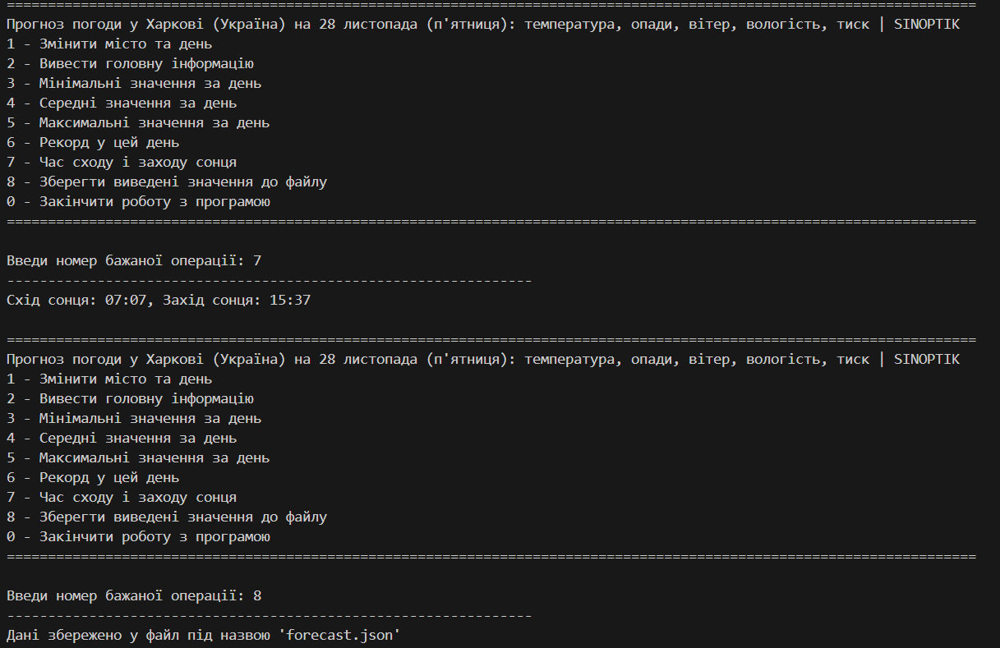 ======================================================================================================================
Прогноз погоди у Харкові (Україна) на 28 листопада (п'ятниця): температура, опади, вітер, вологість, тиск | SINOPTIK
1 - Змінити місто та день
2 - Вивести головну інформацію
3 - Мінімальні значення за день
4 - Середні значення за день
5 - Максимальні значення за день
6 - Рекорд у цей день
7 - Час сходу і заходу сонця
8 - Зберегти виведені значення до файлу
0 - Закінчити роботу з програмою
======================================================================================================================
Введи номер бажаної операції: 7
----------------------------------------------------------------
Схід сонця: 07:07, Захід сонця: 15:37
======================================================================================================================
Прогноз погоди у Харкові (Україна) на 28 листопада (п'ятниця): температура, опади, вітер, вологість, тиск | SINOPTIK
1 - Змінити місто та день
2 - Вивести головну інформацію
3 - Мінімальні значення за день
4 - Середні значення за день
5 - Максимальні значення за день
6 - Рекорд у цей день
7 - Час сходу і заходу сонця
8 - Зберегти виведені значення до файлу
0 - Закінчити роботу з програмою
======================================================================================================================
Введи номер бажаної операції: 8
----------------------------------------------------------------
Дані збережено у файл під назвою 'forecast.json'